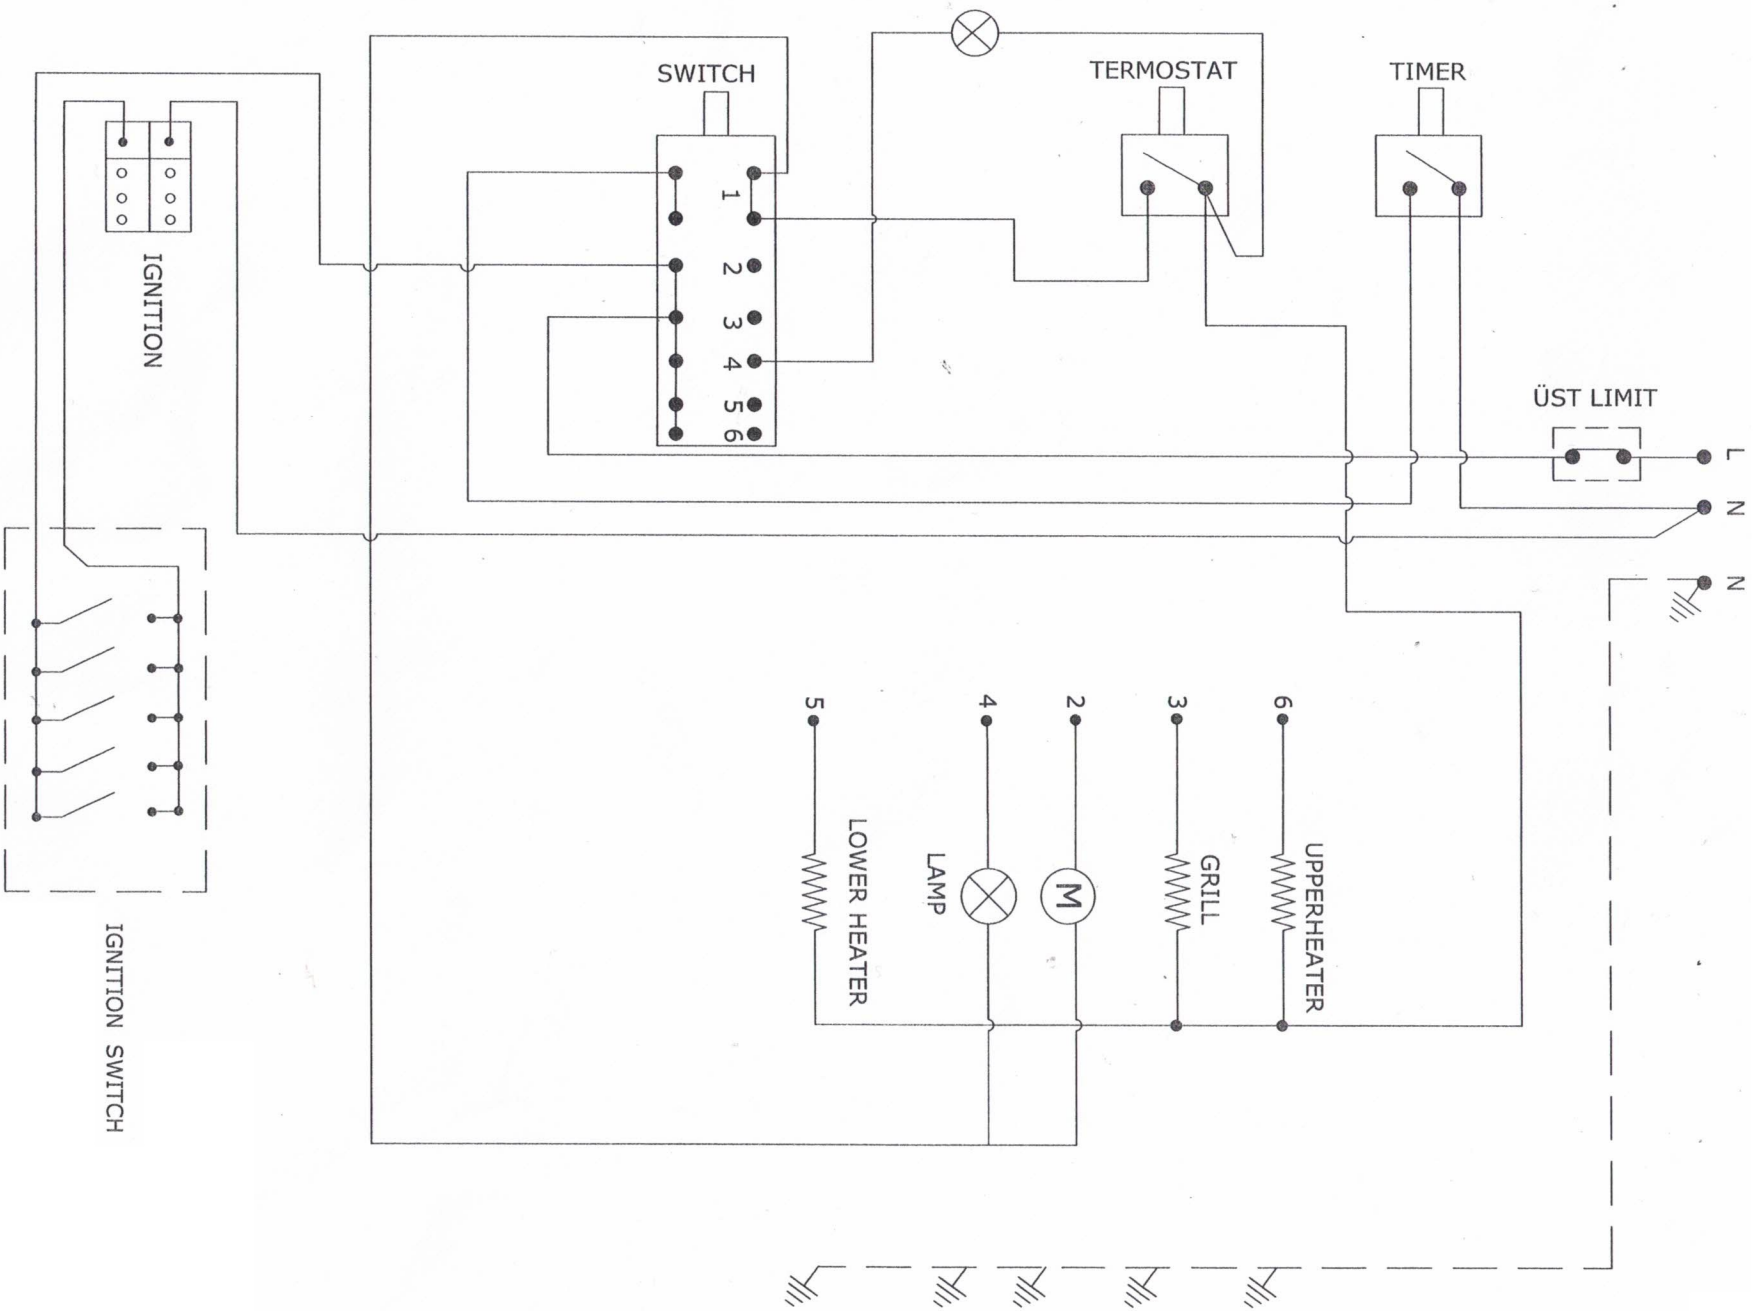 SWITCH
TERMOSTAT
TIMER
1
2
3
4
5
6
IGNITION
ÜST LIMIT
L
N
N
5
4
2
3
6
LOWER HEATER
LAMP
M
GRILL
UPPERHEATER
IGNITION SWITCH